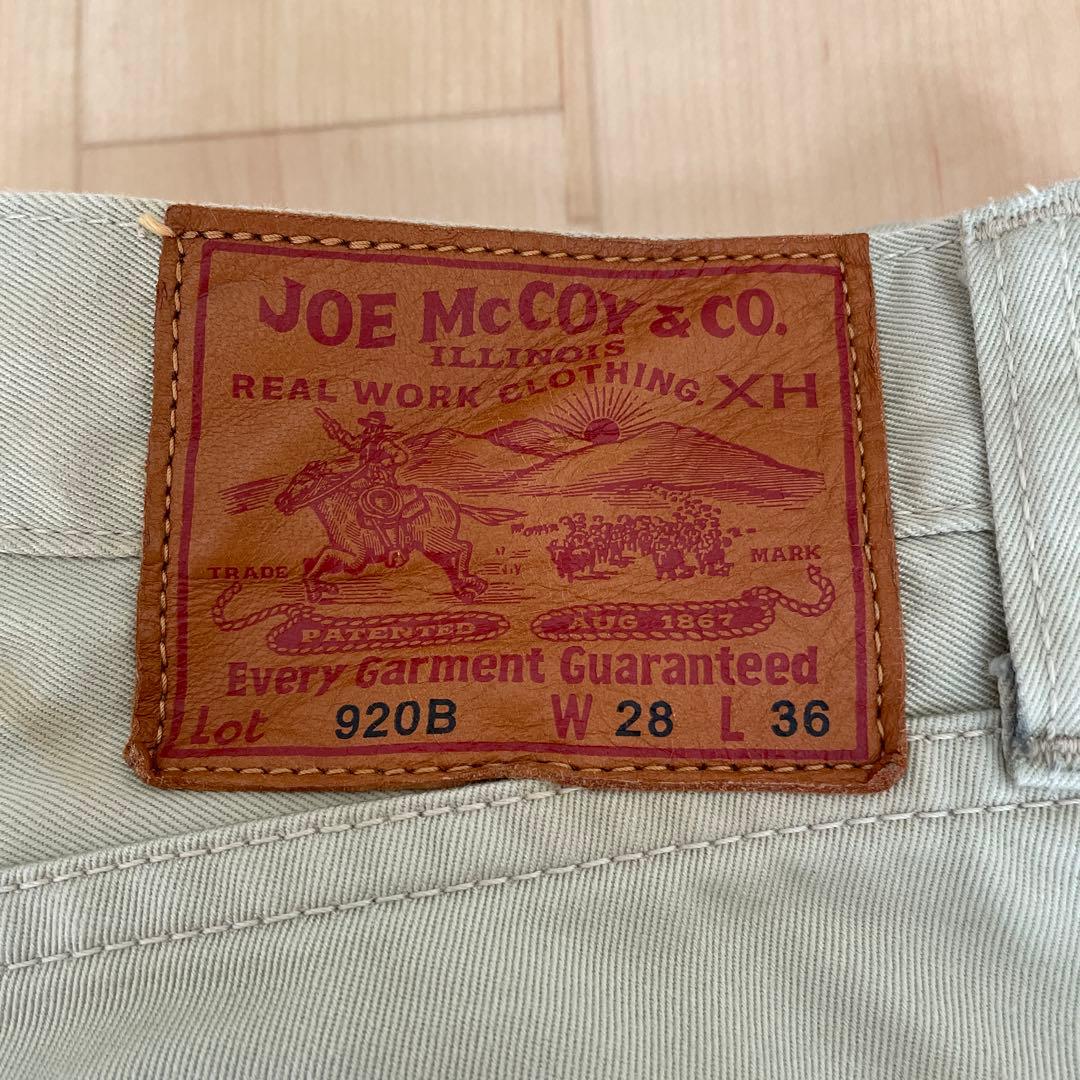 JOE McCOY & CO.
ILLINOIS
REAL WORK CLOTHING. XH
TRADE MARK
PATENTED AUG 1867
Every Garment Guaranteed
Lot 920B W 28 L 36